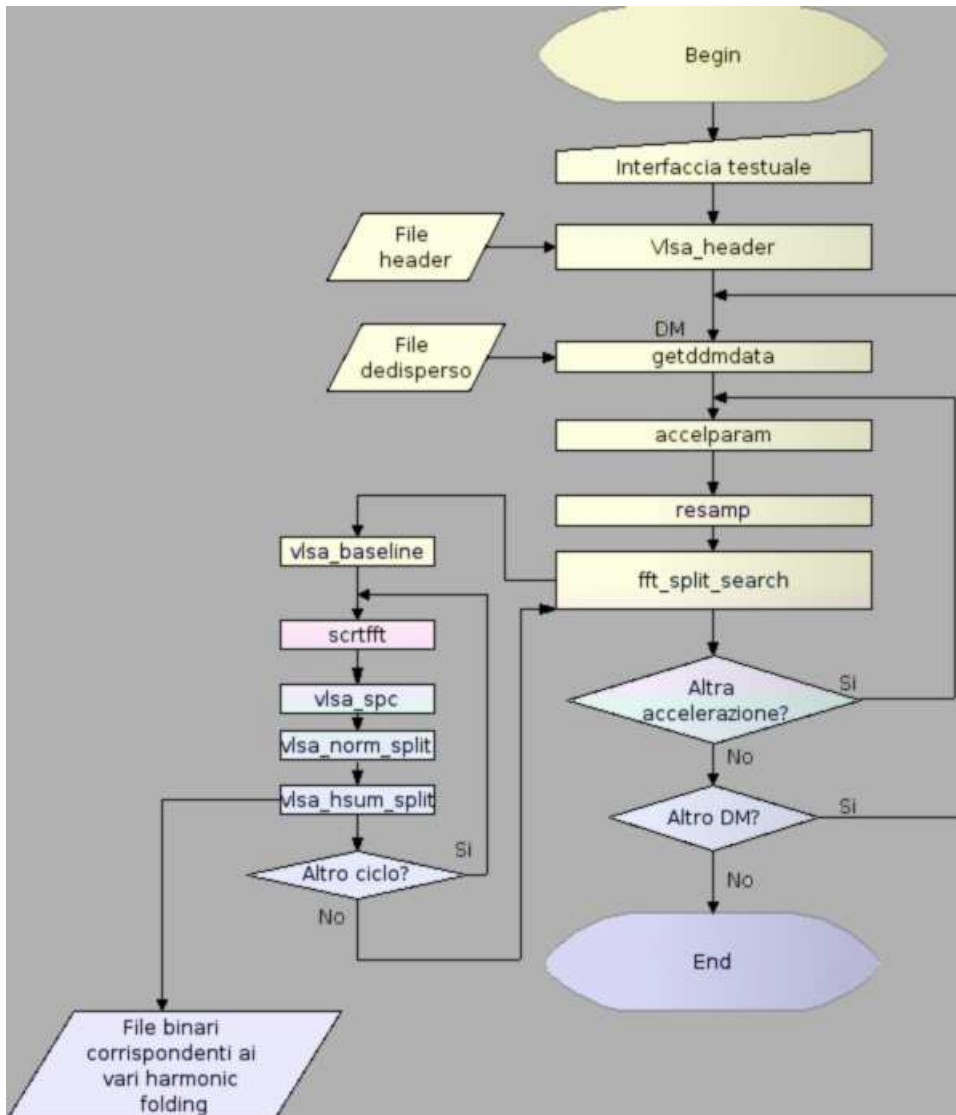 Begin
Interfaccia testuale
File
header
Vlsa_header
DM
File
dedisperso
getddmdata
accelparam
resamp
vlsa_baseline
fft_split_search
scrtfft
vlsa_spc
Altra
accelerazione?
Si
vlsa_norm_split
No
vlsa_hsum_split
Altro DM?
Si
Altro ciclo?
Si
No
No
End
File binari
corrispondenti ai
vari harmonic
folding